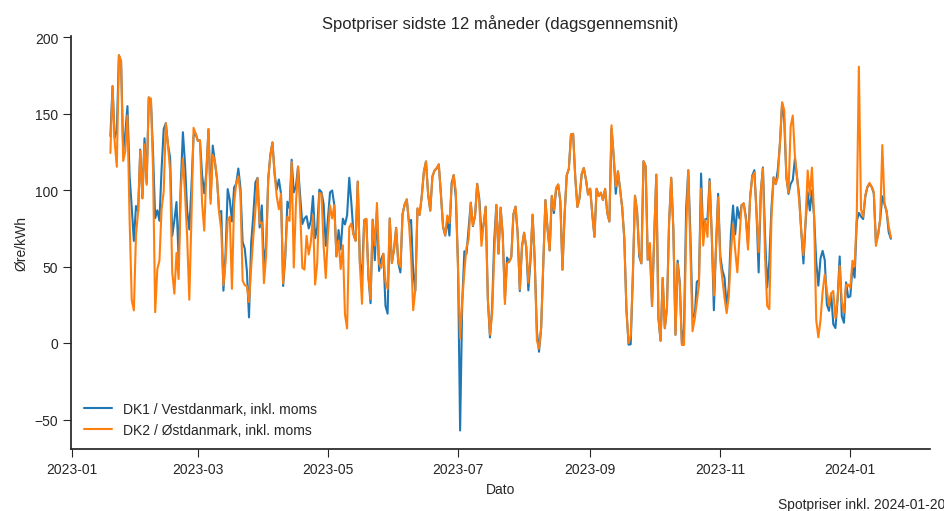 Spotpriser sidste 12 måneder (dagsgennemsnit)
Øre/kWh
200
150
100
50
0
−50
DK1 / Vestdanmark, inkl. moms
DK2 / Østdanmark, inkl. moms
2023-01 2023-03 2023-05 2023-07 2023-09 2023-11 2024-01
Dato
Spotpriser inkl. 2024-01-20